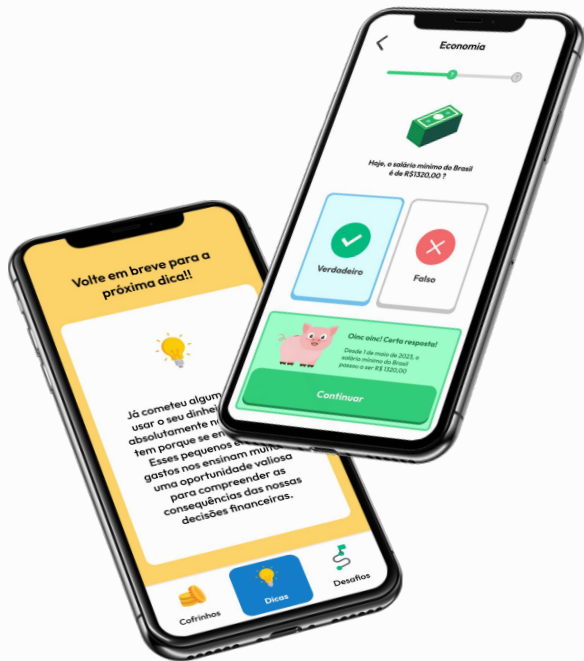 Economia
Hoje, o salário mínimo do Brasil
é de R$1320,00 ?
Verdadeiro
Falso
Oinc oinc! Certa resposta!
Desde 1 de maio de 2023, o
salário mínimo do Brasil
passou a ser R$ 1320,00
Continuar
Volte em breve para a
próxima dica!!
Já cometeu algum
usar o seu dinhei
absolutamente n
tem porque se en
Esses pequenos e
gastos nos ensinam muito
uma oportunidade valiosa
para compreender as
consequências das nossas
decisões financeiras.
Cofrinhos
Dicas
Desafios